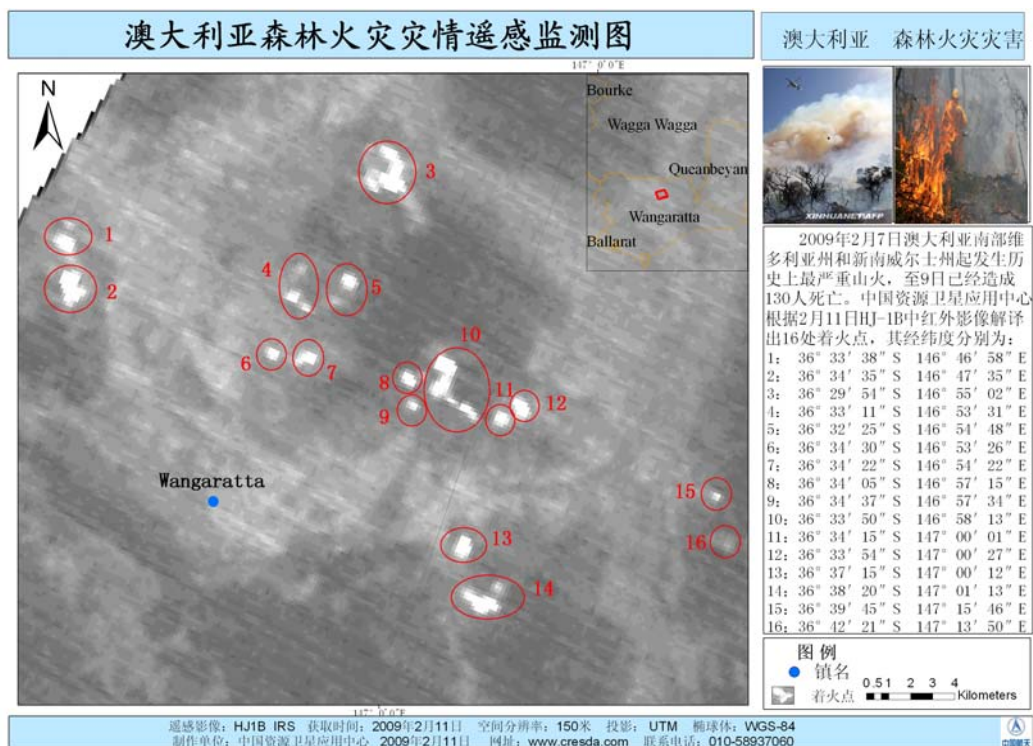 澳大利亚森林火灾灾情遥感监测图
澳大利亚 森林火灾灾害
147° 0′0″E
N
Bourke
Wagga Wagga
Queanbeyan
Wangaratta
Ballarat
3
1
2
4
5
6
7
10
8
9
11
12
Wangaratta
15
16
13
14
147° 0′0″E
XINHUANET/AFP
2009年2月7日澳大利亚南部维
多利亚州和新南威尔士州起发生历
史上最严重山火，至9日已经造成
130人死亡。中国资源卫星应用中心
根据2月11日HJ-1B中红外影像解译
出16处着火点，其经纬度分别为：
1： 36° 33′ 38″ S 146° 46′ 58″ E
2： 36° 34′ 35″ S 146° 47′ 35″ E
3： 36° 29′ 54″ S 146° 55′ 02″ E
4： 36° 33′ 11″ S 146° 53′ 31″ E
5： 36° 32′ 25″ S 146° 54′ 48″ E
6： 36° 34′ 30″ S 146° 53′ 26″ E
7： 36° 34′ 22″ S 146° 54′ 22″ E
8： 36° 34′ 05″ S 146° 57′ 15″ E
9： 36° 34′ 37″ S 146° 57′ 34″ E
10： 36° 33′ 50″ S 146° 58′ 13″ E
11： 36° 34′ 15″ S 147° 00′ 01″ E
12： 36° 33′ 54″ S 147° 00′ 27″ E
13： 36° 37′ 15″ S 147° 00′ 12″ E
14： 36° 38′ 20″ S 147° 01′ 13″ E
15： 36° 39′ 45″ S 147° 15′ 46″ E
16： 36° 42′ 21″ S 147° 13′ 50″ E
图 例
镇名
着火点
0.51 2 3 4
Kilometers
遥感影像：HJ1B IRS 获取时间：2009年2月11日 空间分辨率：150米 投影：UTM 椭球体：WGS-84
制作单位：中国资源卫星应用中心 2009年2月11日 网址：www.cresda.com 联系电话：010-58937060